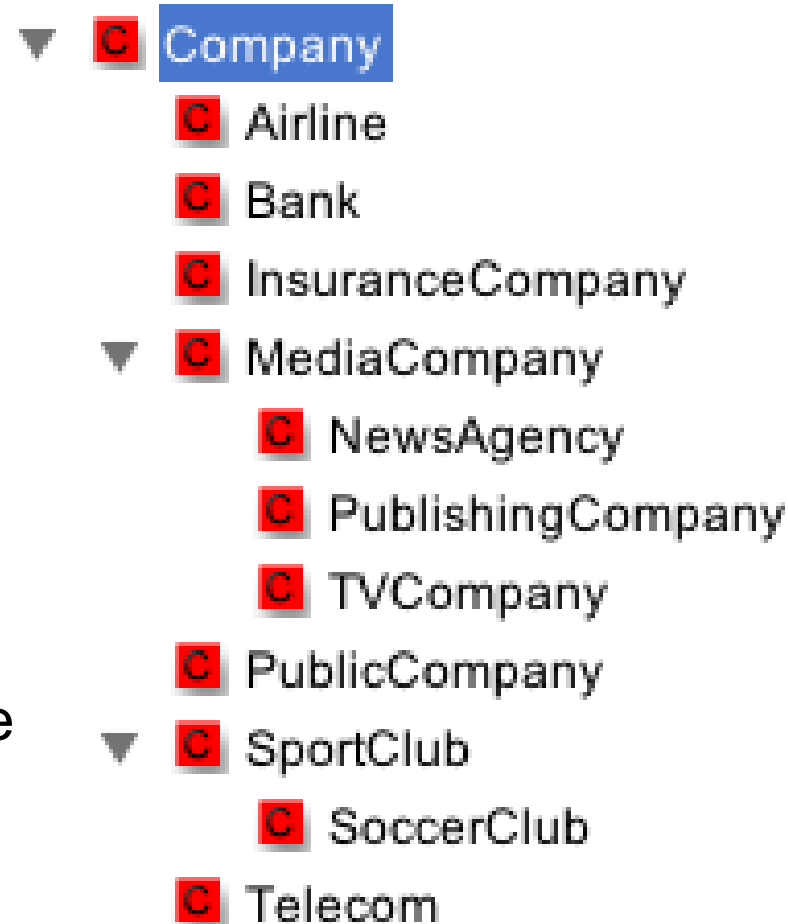 C Company
C Airline
C Bank
C InsuranceCompany
C MediaCompany
C NewsAgency
C PublishingCompany
C TVCompany
C PublicCompany
e
C SportClub
C SoccerClub
C Telecom